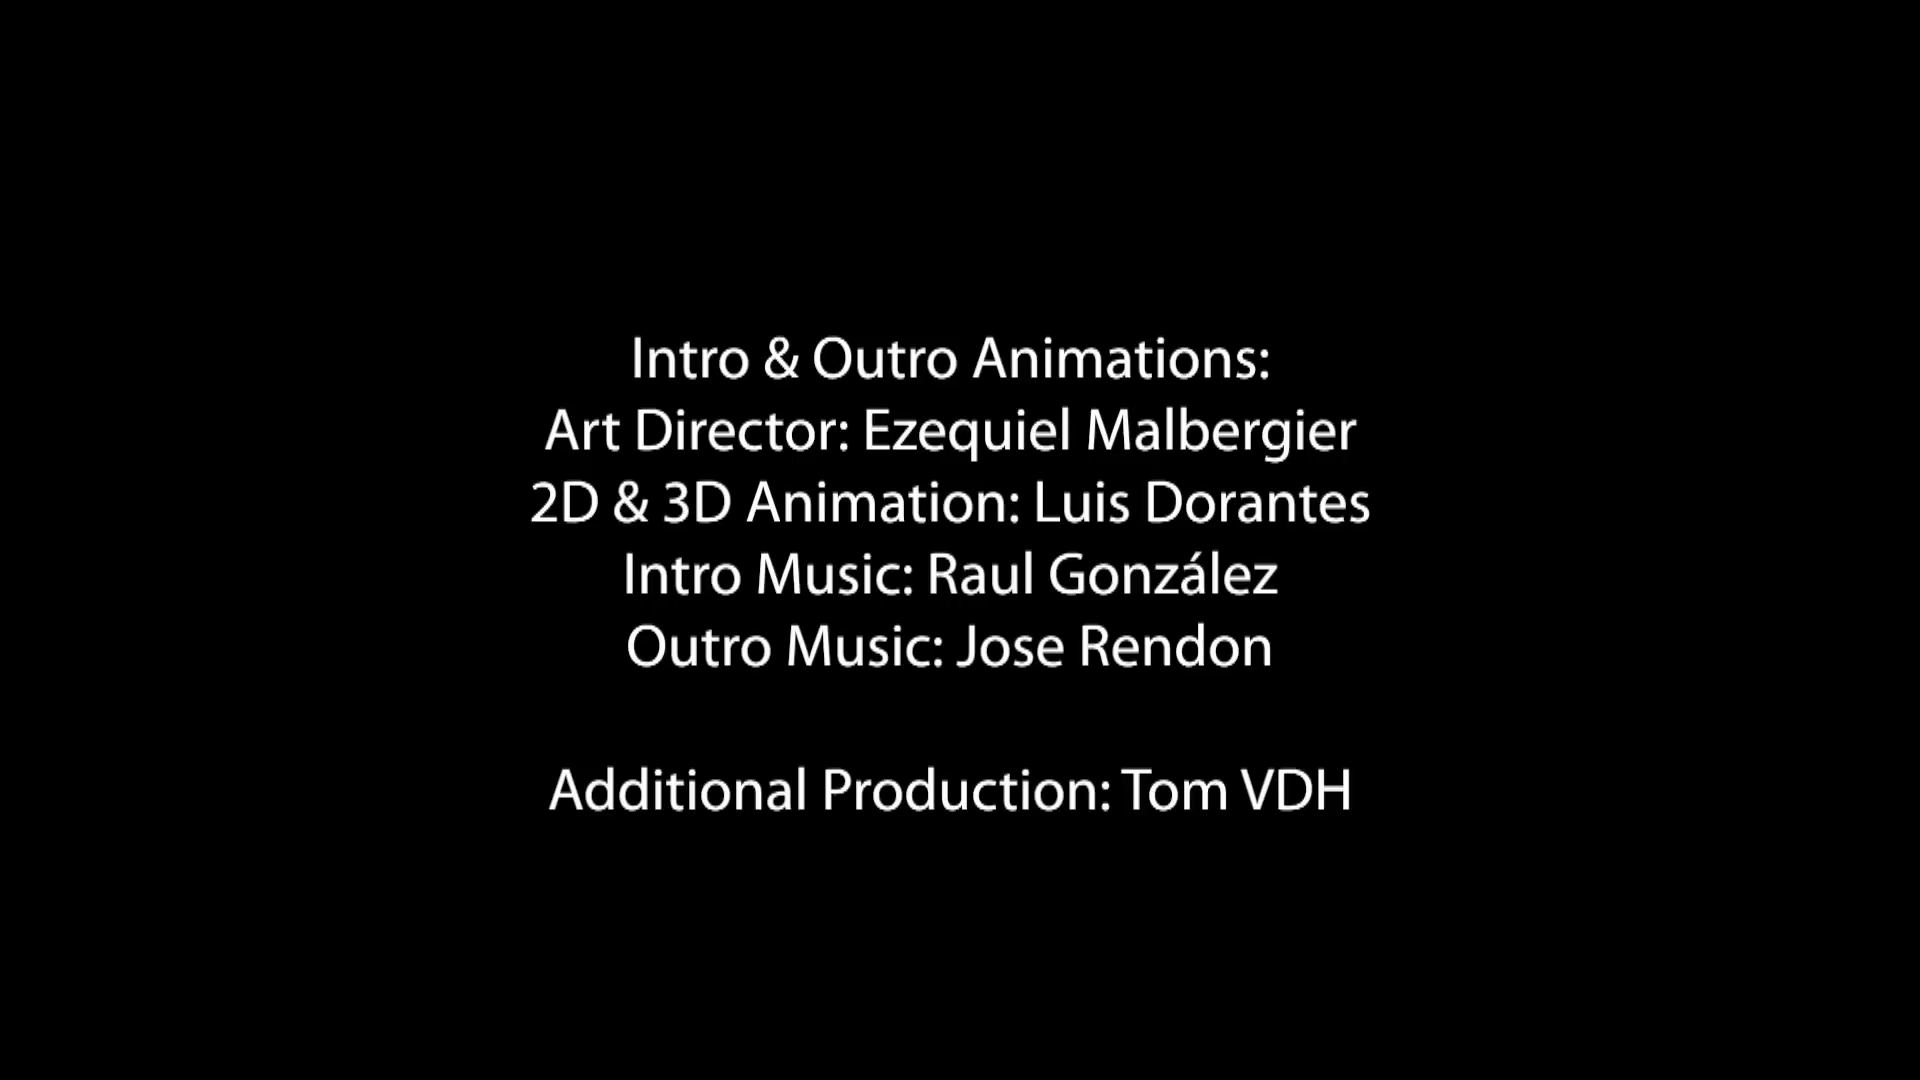 Intro & Outro Animations:
Art Director: Ezequiel Malbergier
2D & 3D Animation: Luis Dorantes
Intro Music: Raul González
Outro Music: Jose Rendon
Additional Production: Tom VDH